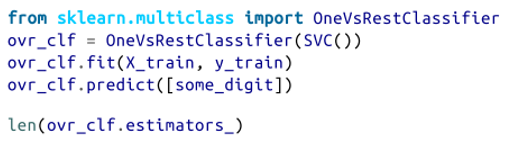 from sklearn.multiclass import OneVsRestClassifier
ovr_clf = OneVsRestClassifier(SVC())
ovr_clf.fit(X_train, y_train)
ovr_clf.predict([some_digit])
len(ovr_clf.estimators_)